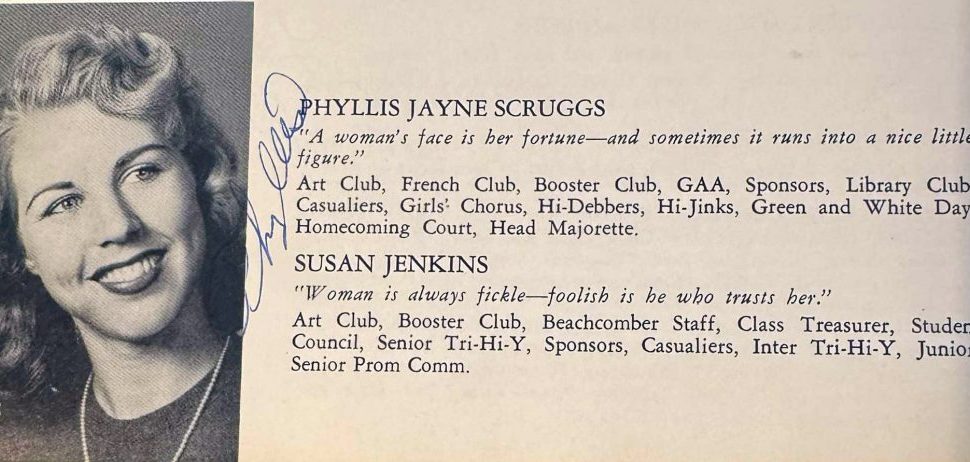 Phyllis
PHYLLIS JAYNE SCRUGGS
"A woman's face is her fortune—and sometimes it runs into a nice little
figure."
Art Club, French Club, Booster Club, GAA, Sponsors, Library Club
Casualiers, Girls' Chorus, Hi-Debbers, Hi-Jinks, Green and White Day
Homecoming Court, Head Majorette.
SUSAN JENKINS
"Woman is always fickle—foolish is he who trusts her."
Art Club, Booster Club, Beachcomber Staff, Class Treasurer, Studen
Council, Senior Tri-Hi-Y, Sponsors, Casualiers, Inter Tri-Hi-Y, Junior
Senior Prom Comm.